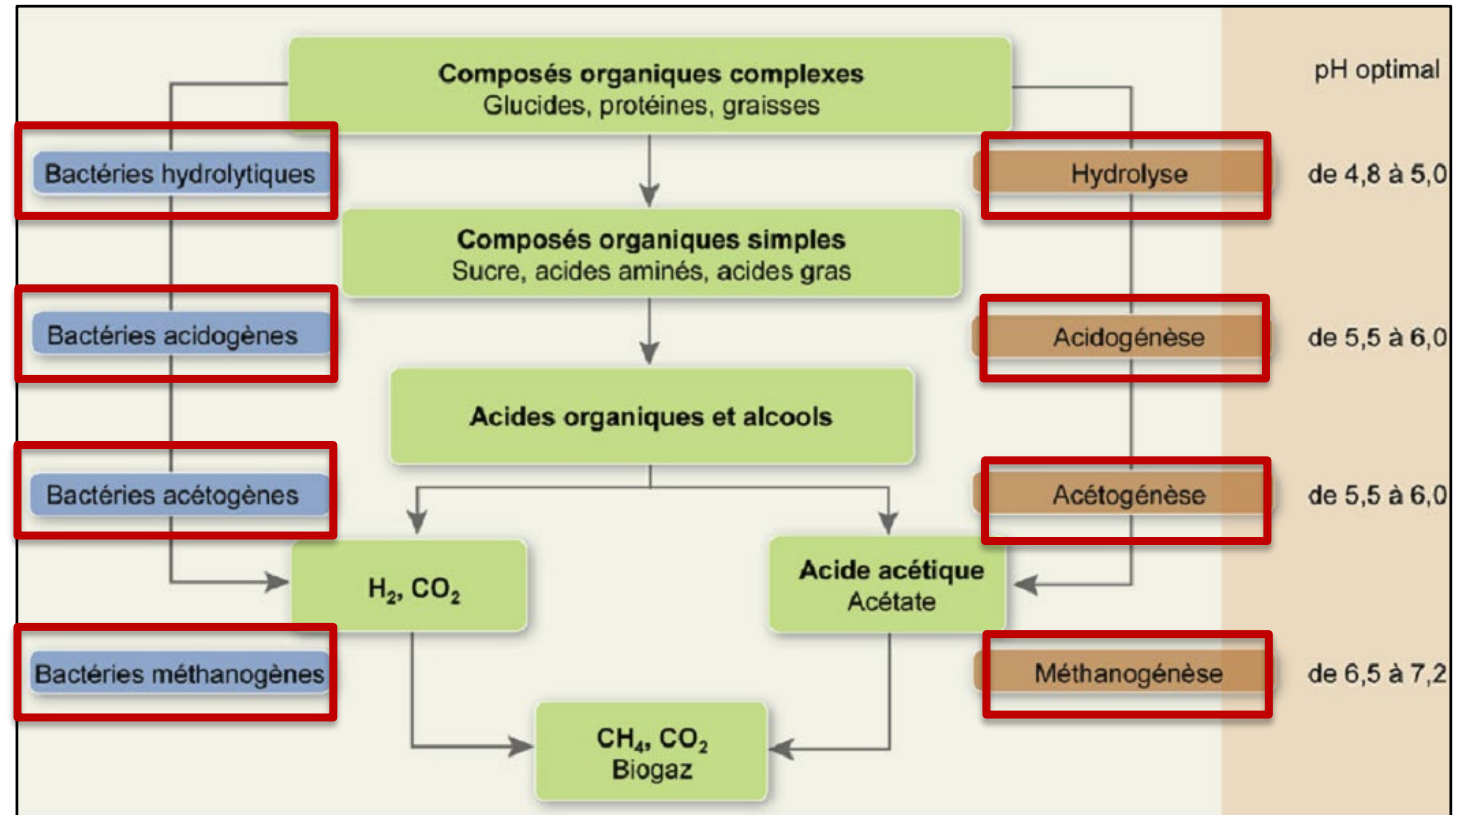 Composés organiques complexes
Glucides, protéines, graisses
pH optimal
Bactéries hydrolytiques
Hydrolyse
de 4,8 à 5,0
Composés organiques simples
Sucre, acides aminés, acides gras
Bactéries acidogènes
Acidogénèse
de 5,5 à 6,0
Acides organiques et alcools
Bactéries acétogènes
Acétogénèse
de 5,5 à 6,0
H₂, CO₂
Acide acétique
Acétate
Bactéries méthanogènes
Méthanogénèse
de 6,5 à 7,2
CH₄, CO₂
Biogaz